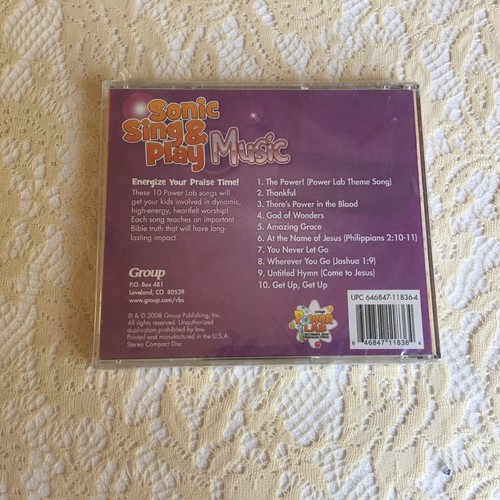 Sonic
Sing &
Play Music
Energize Your Praise Time!
These 10 Power Lab songs will
get your kids involved in dynamic,
high-energy, heartfelt worship!
Each song teaches an important
Bible truth that will have long-
lasting impact.
Group
P.O. Box 481
Loveland, CO 80539
www.group.com/vbs
℗ & © 2008 Group Publishing, Inc.
All rights reserved. Unauthorized
duplication prohibited by law.
Printed and manufactured in the U.S.A.
Stereo Compact Disc
1. The Power! (Power Lab Theme Song)
2. Thankful
3. There's Power in the Blood
4. God of Wonders
5. Amazing Grace
6. At the Name of Jesus (Philippians 2:10-11)
7. You Never Let Go
8. Wherever You Go (Joshua 1:9)
9. Untitled Hymn (Come to Jesus)
10. Get Up, Get Up
Power
LAB
UPC 646847-11836-4
6 46847 11836 4